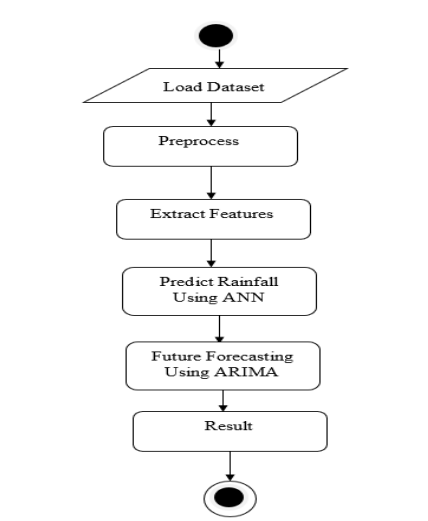 Load Dataset
Preprocess
Extract Features
Predict Rainfall
Using ANN
Future Forecasting
Using ARIMA
Result